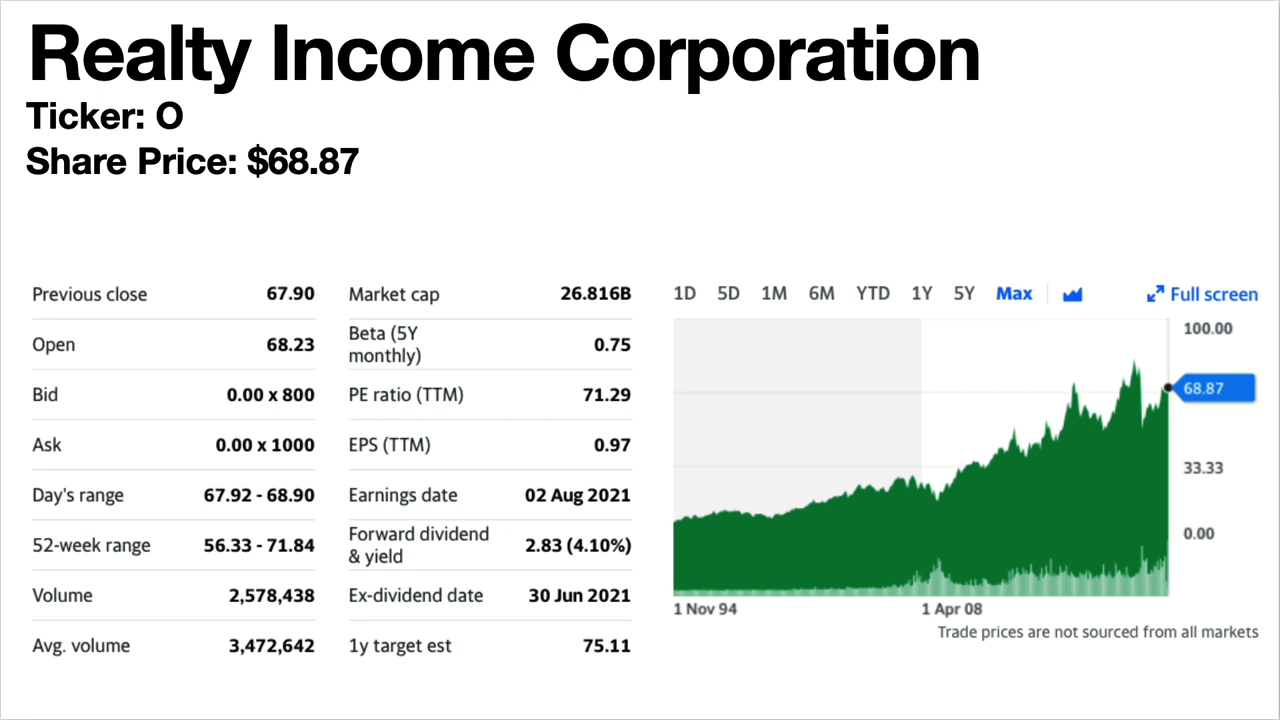 Realty Income Corporation
Ticker: O
Share Price: $68.87
Previous close 67.90
Open 68.23
Bid 0.00 x 800
Ask 0.00 x 1000
Day's range 67.92 - 68.90
52-week range 56.33 - 71.84
Volume 2,578,438
Avg. volume 3,472,642
Market cap 26.816B
Beta (5Y
monthly) 0.75
PE ratio (TTM) 71.29
EPS (TTM) 0.97
Earnings date 02 Aug 2021
Forward dividend
& yield 2.83 (4.10%)
Ex-dividend date 30 Jun 2021
1y target est 75.11
1D 5D 1M 6M YTD 1Y 5Y Max Full screen
100.00
68.87
33.33
0.00
1 Nov 94 1 Apr 08
Trade prices are not sourced from all markets